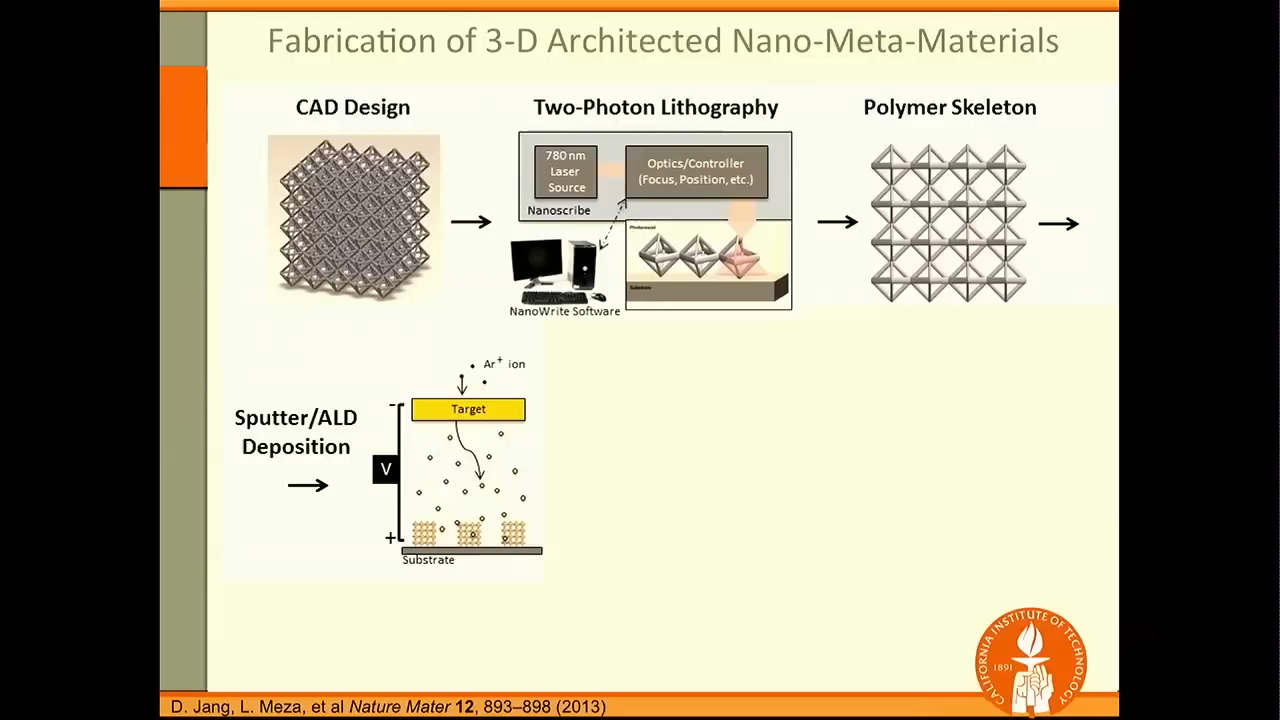 Fabrication of 3-D Architected Nano-Meta-Materials
CAD Design
Two-Photon Lithography
Polymer Skeleton
780 nm
Laser
Source
Optics/Controller
(Focus, Position, etc.)
Nanoscribe
Photoresist
Substrate
NanoWrite Software
Sputter/ALD
Deposition
Ar+ ion
-
Target
V
+
Substrate
CALIFORNIA INSTITUTE OF TECHNOLOGY
1891
D. Jang, L. Meza, et al Nature Mater 12, 893–898 (2013)